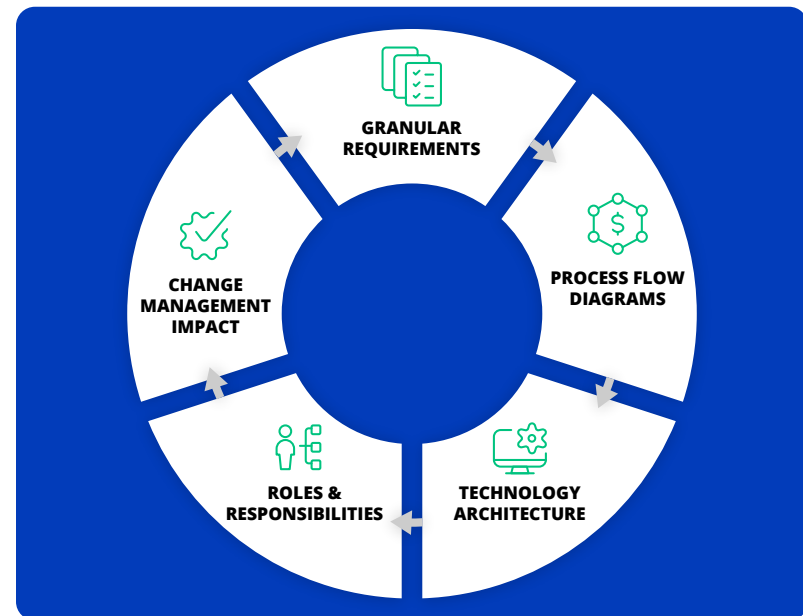 GRANULAR
REQUIREMENTS
$
PROCESS FLOW
DIAGRAMS
TECHNOLOGY
ARCHITECTURE
ROLES &
RESPONSIBILITIES
CHANGE
MANAGEMENT
IMPACT